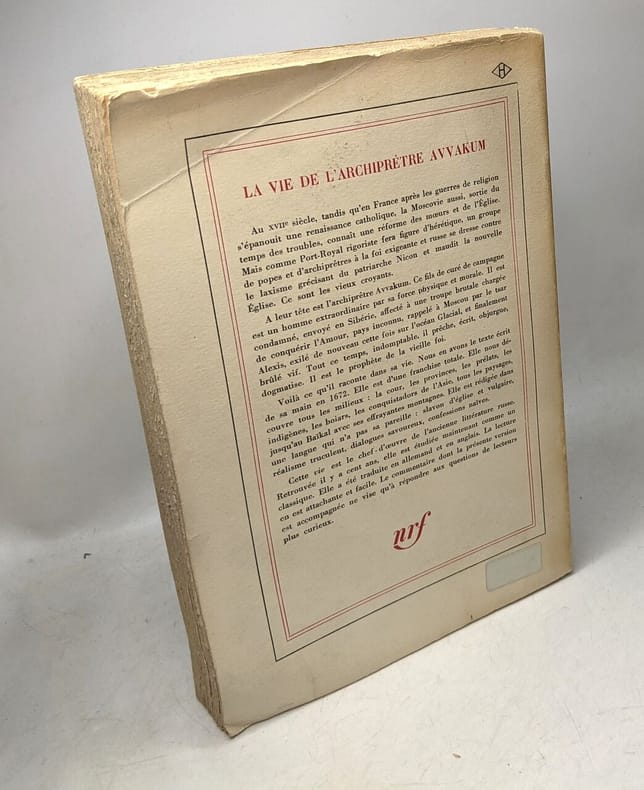 H
LA VIE DE L'ARCHIPRÊTRE AVVAKUM
Au XVIIe siècle, tandis qu'en France après les guerres de religion
s'épanouit une renaissance catholique, la Moscovie aussi, sortie du
temps des troubles, connaît une réforme des mœurs et de l'Église.
Mais comme Port-Royal rigoriste fera figure d'hérétique, un groupe
de popes et d'archiprêtres à la foi exigeante et russe se dresse contre
le laxisme grécisant du patriarche Nicon et maudit la nouvelle
Église. Ce sont les vieux croyants.
A leur tête est l'archiprêtre Avvakum. Ce fils de curé de campagne
est un homme extraordinaire par sa force physique et morale. Il est
condamné, envoyé en Sibérie, affecté à une troupe brutale chargée
de conquérir l'Amour, pays inconnu, rappelé à Moscou par le tsar
Alexis, exilé de nouveau cette fois sur l'océan Glacial, et finalement
brûlé vif. Tout ce temps, indomptable, il prêche, écrit, objurgue,
dogmatise. Il est le prophète de la vieille foi.
Voilà ce qu'il raconte dans sa vie. Nous en avons le texte écrit
de sa main en 1672. Elle est d'une franchise totale. Elle nous dé-
couvre tous les milieux : la cour, les provinces, les prélats, les
indigènes, les boïars, les conquistadors de l'Asie, tous les paysages,
jusqu'au Baïkal avec ses effrayantes montagnes. Elle est rédigée dans
une langue qui n'a pas sa pareille : slavon d'église et vulgaire,
réalisme truculent, dialogues savoureux, confessions naïves.
Cette vie est le chef-d'œuvre de l'ancienne littérature russe.
Retrouvée il y a cent ans, elle est étudiée maintenant comme un
classique. Elle a été traduite en allemand et en anglais. La lecture
en est attachante et facile. Le commentaire dont la présente version
est accompagnée ne vise qu'à répondre aux questions de lecteurs
plus curieux.
nrf